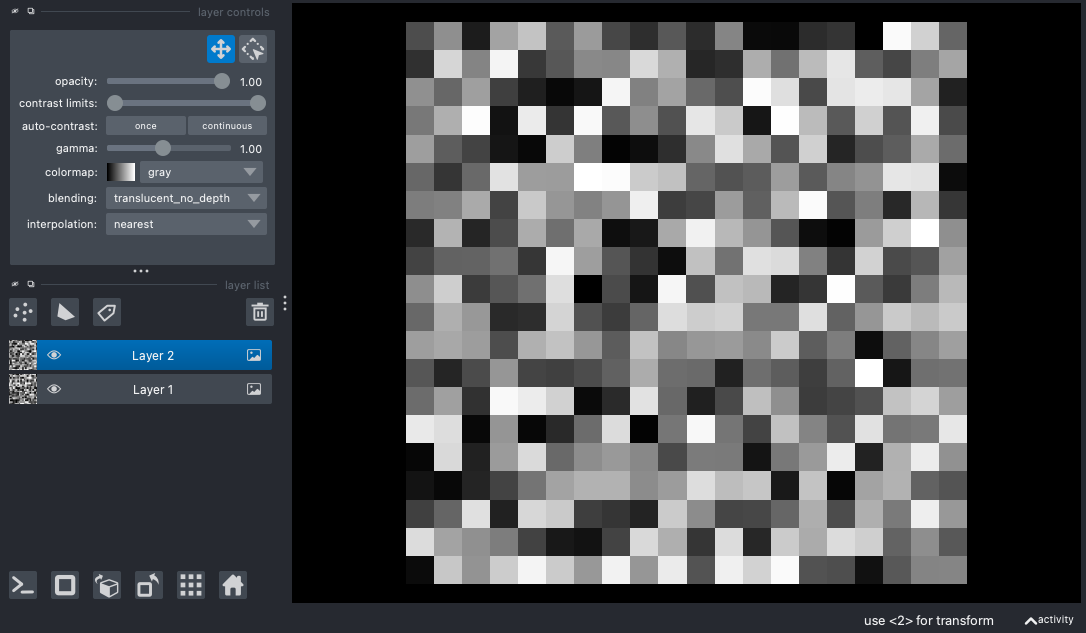 layer controls
opacity: 1.00
contrast limits:
auto-contrast: once continuous
gamma: 1.00
colormap: gray
blending: translucent_no_depth
interpolation: nearest
layer list
Layer 2
Layer 1
use <2> for transform activity